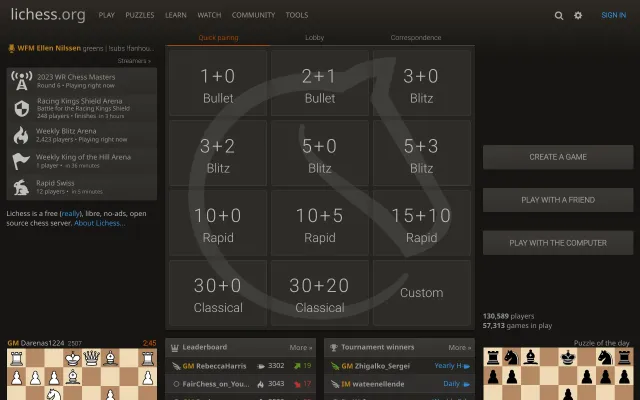 lichess.org PLAY PUZZLES LEARN WATCH COMMUNITY TOOLS SIGN IN
WFM Ellen Nilssen greens | !subs !fanhou...
Streamers »
2023 WR Chess Masters
Round 6 • Playing right now
Racing Kings Shield Arena
Battle for the Racing Kings Shield
248 players • finishes in 3 hours
Weekly Blitz Arena
2,423 players • Playing right now
Weekly King of the Hill Arena
1 player • in 36 minutes
Rapid Swiss
12 players • in 5 minutes
Lichess is a free (really), libre, no-ads, open
source chess server. About Lichess...
Quick pairing Lobby Correspondence
1+0 2+1 3+0
Bullet Bullet Blitz
3+2 5+0 5+3
Blitz Blitz Blitz
10+0 10+5 15+10
Rapid Rapid Rapid
30+0 30+20 Custom
Classical Classical
CREATE A GAME
PLAY WITH A FRIEND
PLAY WITH THE COMPUTER
130,589 players
57,313 games in play
GM Darenas1224 2507 2:45
Leaderboard More »
GM RebeccaHarris 3302 19
FairChess_on_You... 3043 17
Tournament winners More »
GM Zhigalko_Sergei Yearly H
IM wateenellende Daily
Puzzle of the day